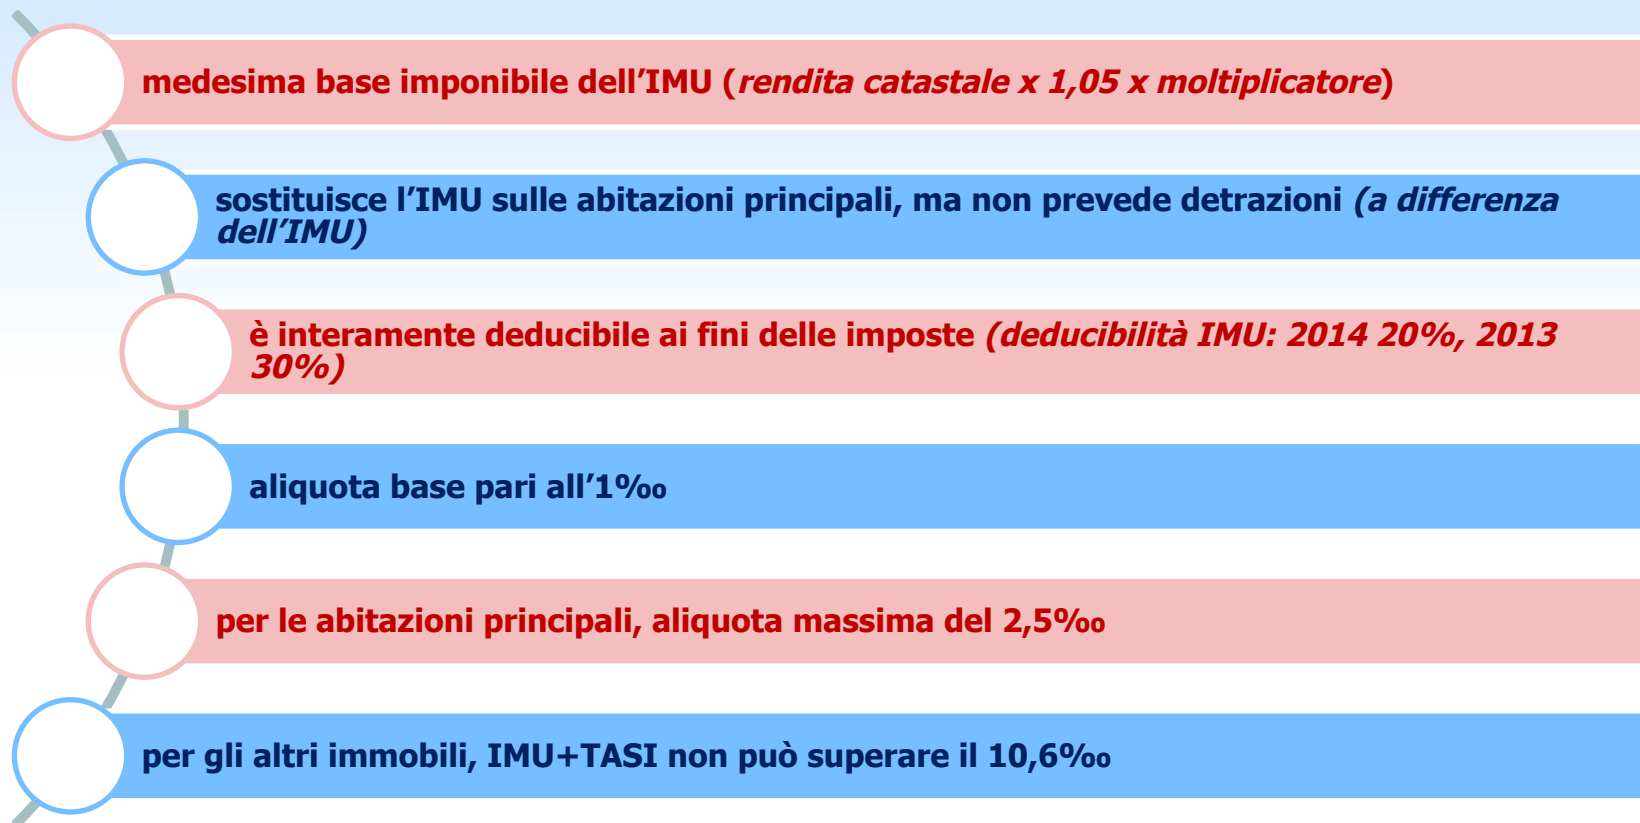 medesima base imponibile dell’IMU (rendita catastale x 1,05 x moltiplicatore)
sostituisce l’IMU sulle abitazioni principali, ma non prevede detrazioni (a differenza
dell’IMU)
è interamente deducibile ai fini delle imposte (deducibilità IMU: 2014 20%, 2013
30%)
aliquota base pari all’1‰
per le abitazioni principali, aliquota massima del 2,5‰
per gli altri immobili, IMU+TASI non può superare il 10,6‰